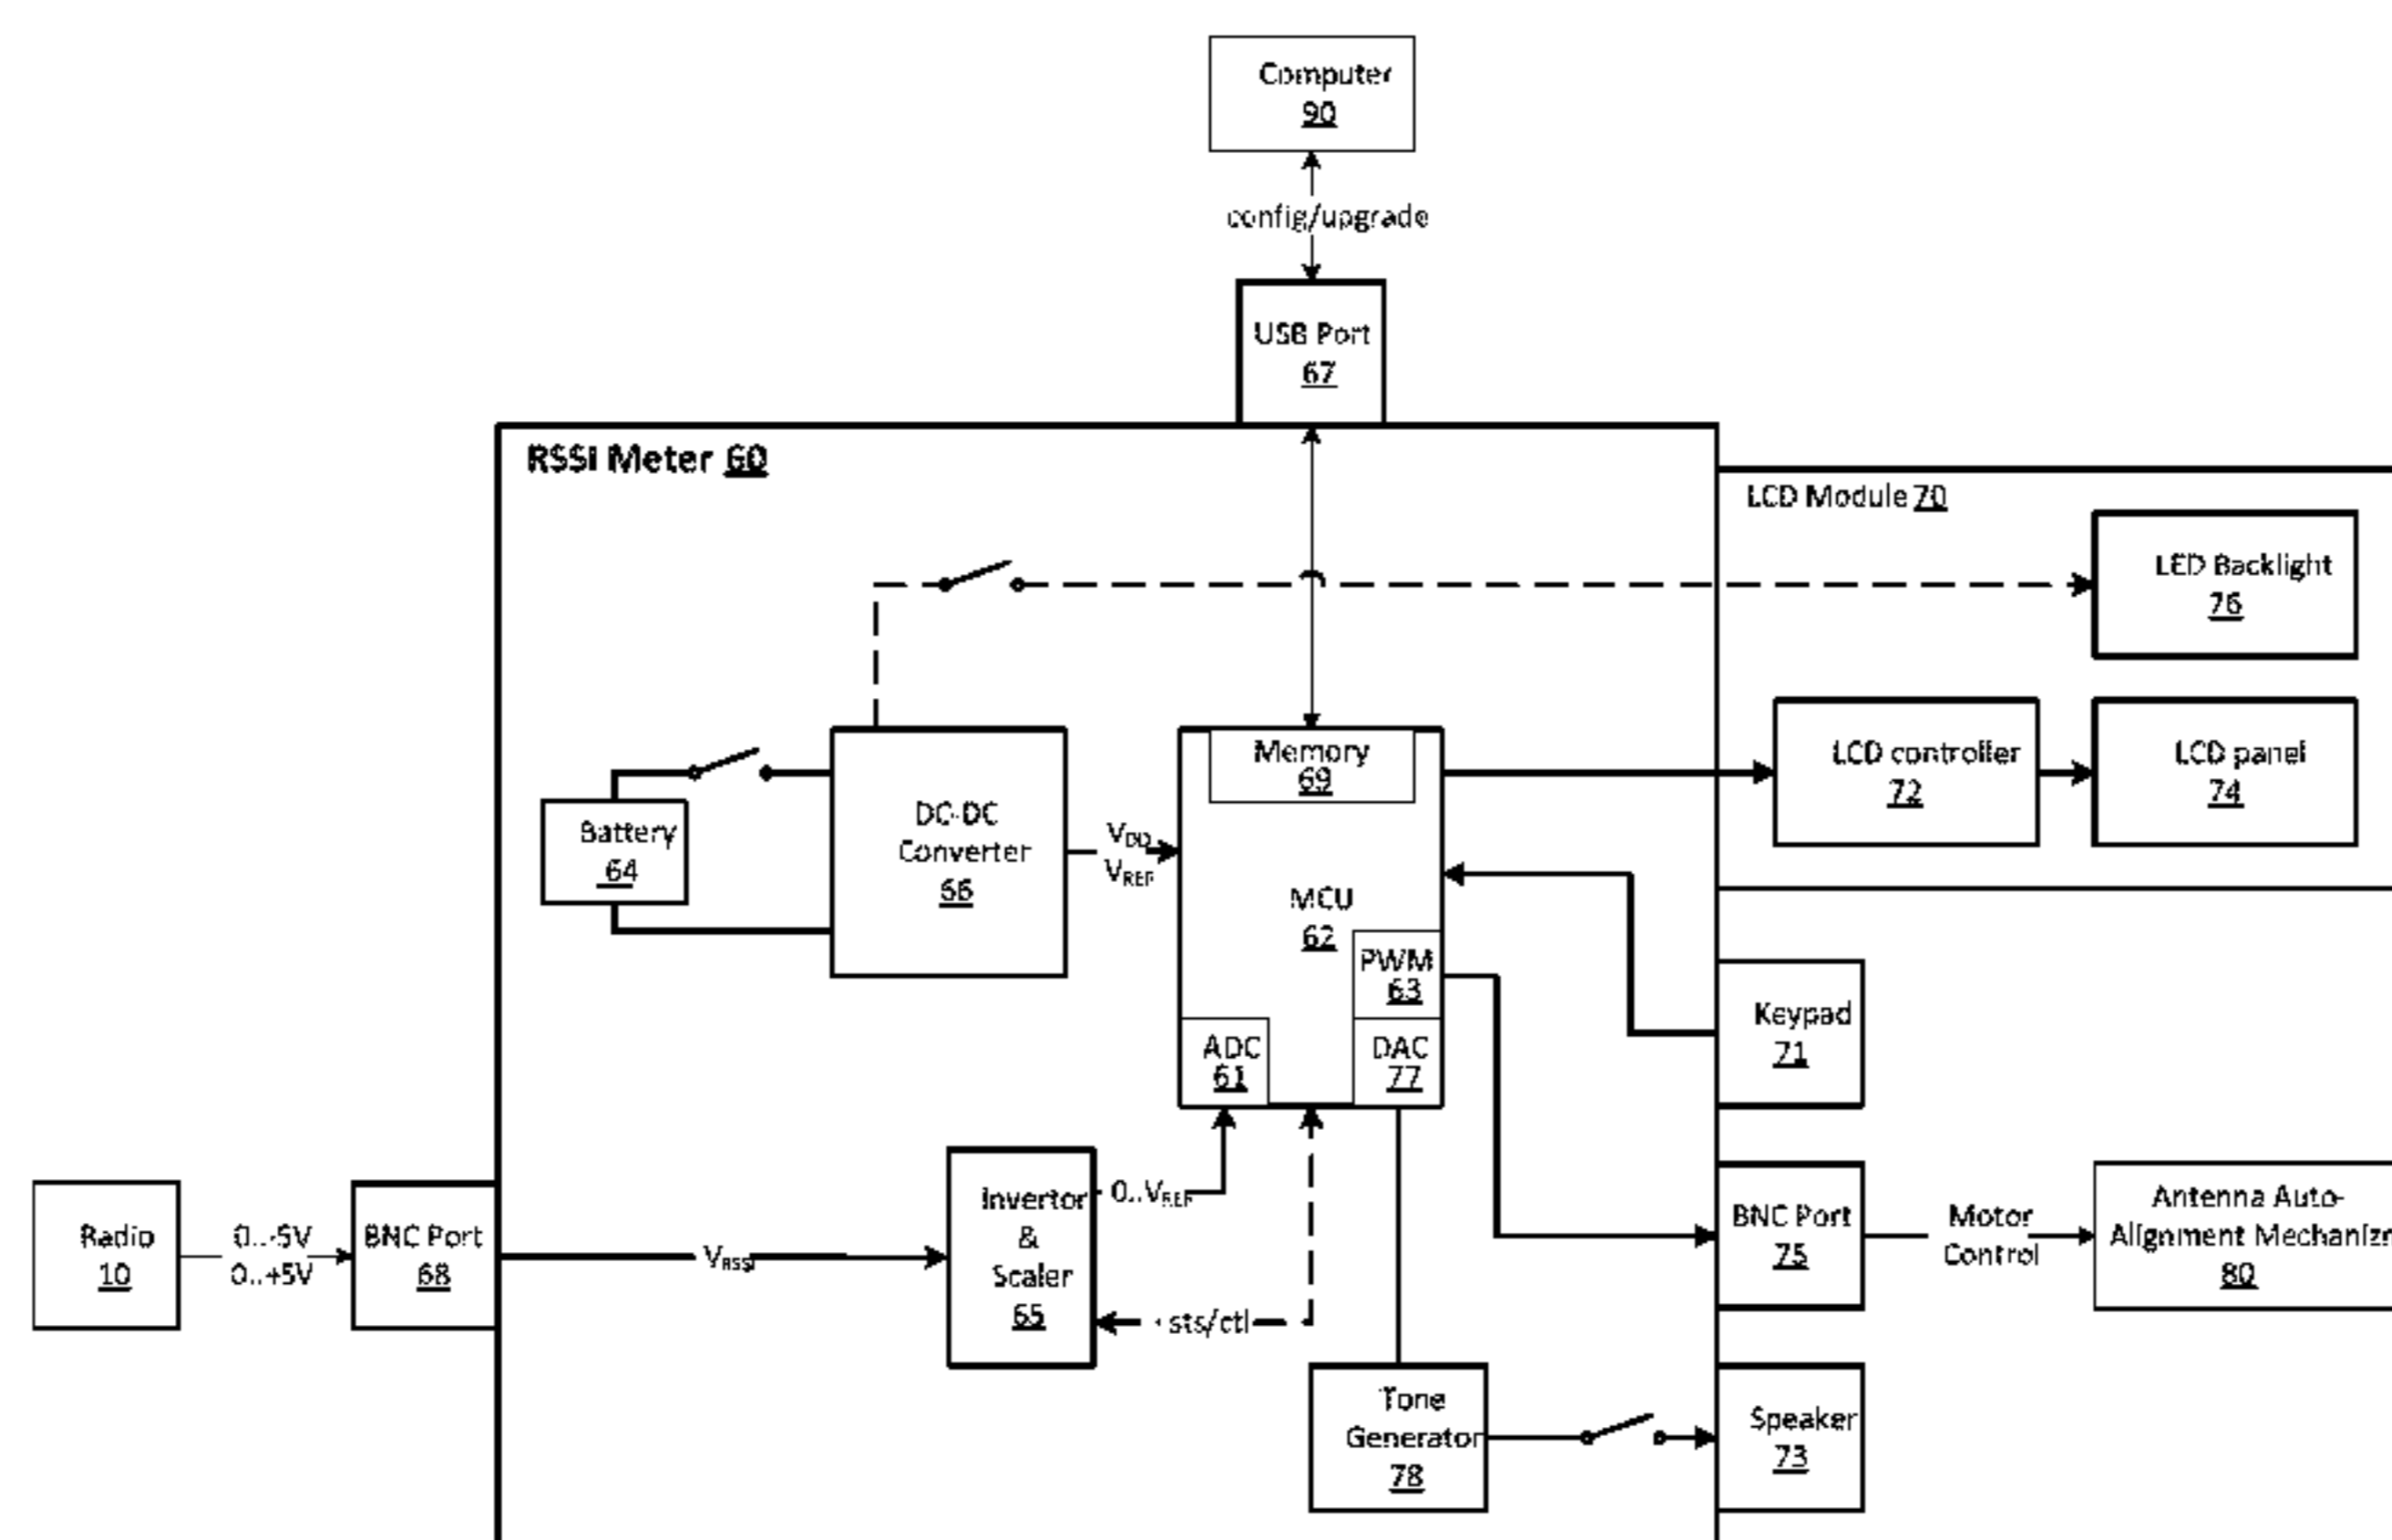 Computer
90
config/upgrade
USB Port
67
RSSI Meter 60
LCD Module 70
LED Backlight
76
Memory
69
LCD controller
72
LCD panel
74
Battery
64
DC-DC
Converter
66
VDD
VREF
MCU
62
PWM
63
ADC
61
DAC
77
Keypad
71
Radio
10
0..-5V
0..+5V
BNC Port
68
VRSSI
Invertor
&
Scaler
65
0..VREF
sts/ctl
BNC Port
75
Motor
Control
Antenna Auto-
Alignment Mechanizm
80
Tone
Generator
78
Speaker
73